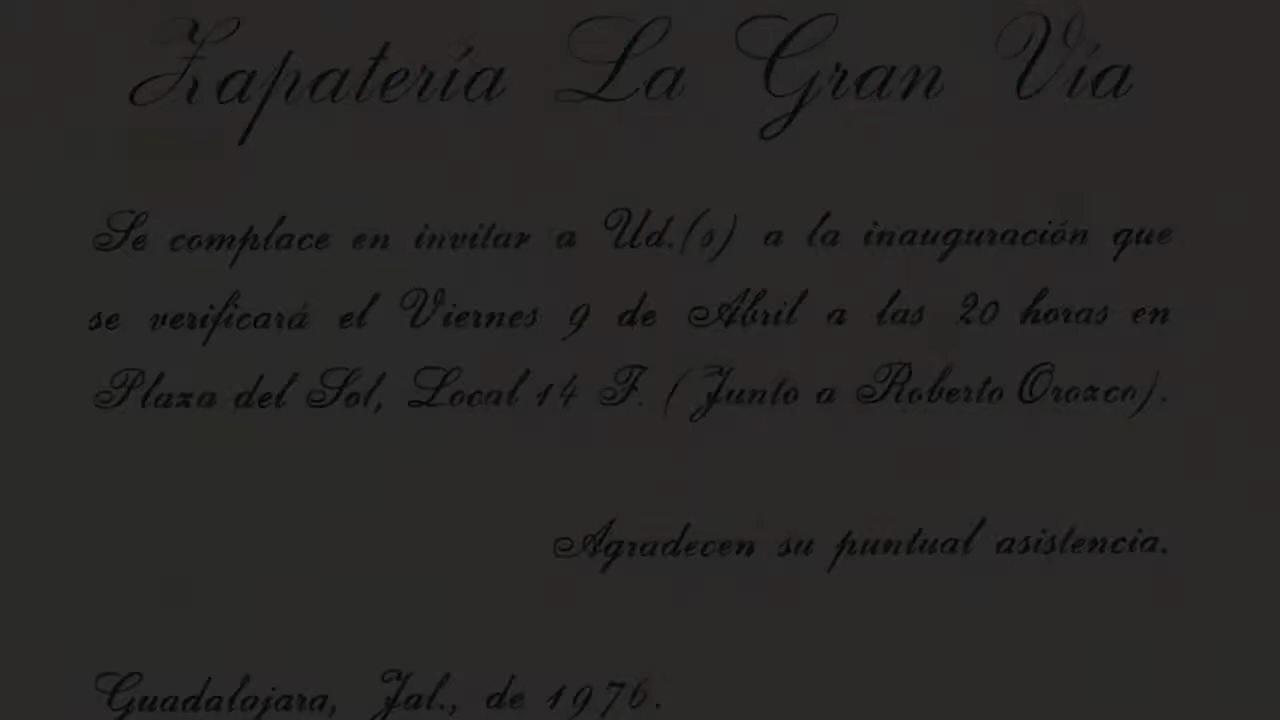 Zapatería La Gran Vía
Se complace en invitar a Ud.(s) a la inauguración que
se verificará el Viernes 9 de Abril a las 20 horas en
Plaza del Sol, Local 14 F. (Junto a Roberto Orozco).
Agradecen su puntual asistencia.
Guadalajara, Jal., de 1976.